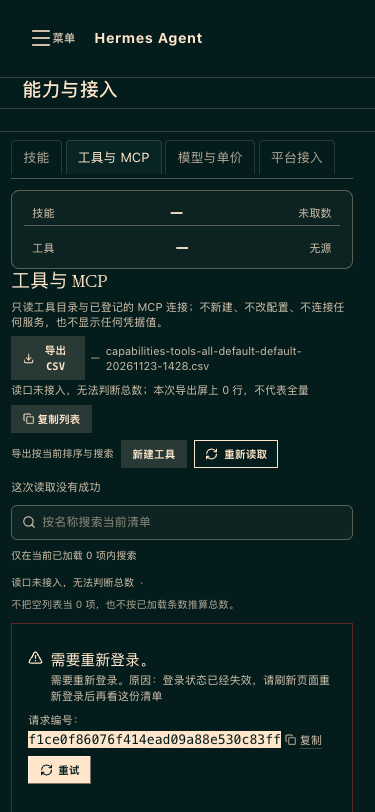 菜单 Hermes Agent
能力与接入
技能 工具与 MCP 模型与单价 平台接入
技能 — 未取数
工具 — 无源
工具与 MCP
只读工具目录与已登记的 MCP 连接；不新建、不改配置、不连接任
何服务，也不显示任何凭据值。
导出
CSV
— capabilities-tools-all-default-default-
20261123-1428.csv
读口未接入，无法判断总数；本次导出屏上 0 行，不代表全量
复制列表
导出按当前排序与搜索 新建工具 重新读取
这次读取没有成功
按名称搜索当前清单
仅在当前已加载 0 项内搜索
读口未接入，无法判断总数 ·
不把空列表当 0 项，也不按已加载条数推算总数。
需要重新登录。
需要重新登录。原因：登录状态已经失效，请刷新页面重
新登录后再看这份清单
请求编号：
f1ce0f86076f414ead09a88e530c83ff 复制
重试